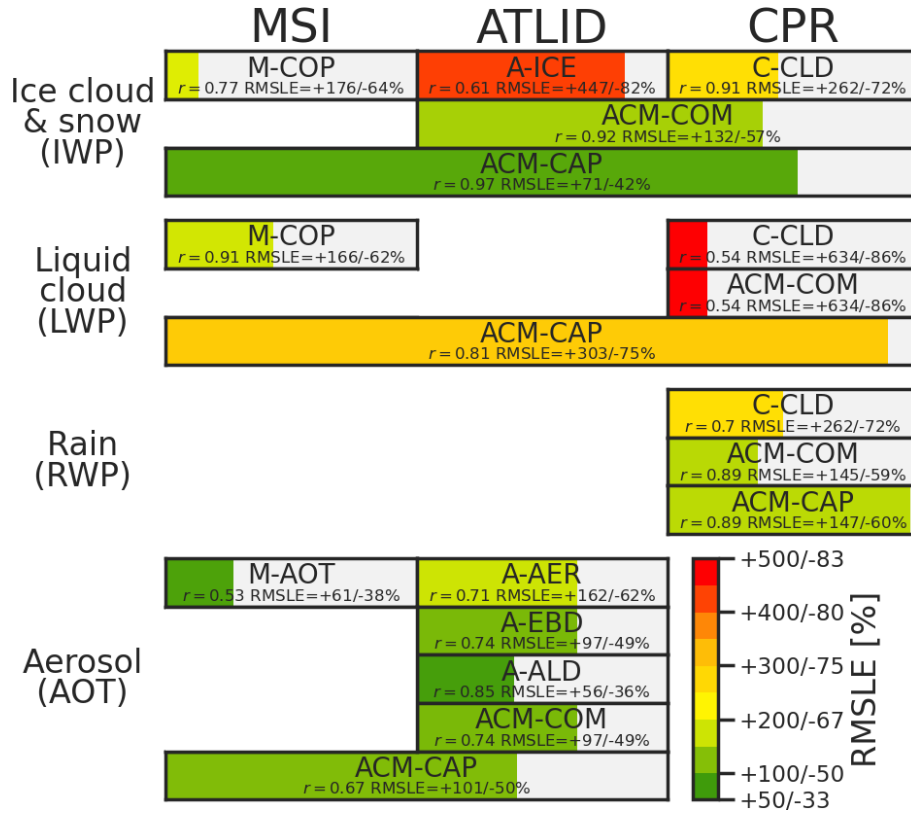 MSI ATLID CPR
Ice cloud
& snow
(IWP)
M-COP
r = 0.77 RMSLE=+176/-64%
A-ICE
r = 0.61 RMSLE=+447/-82%
C-CLD
r = 0.91 RMSLE=+262/-72%
ACM-COM
r = 0.92 RMSLE=+132/-57%
ACM-CAP
r = 0.97 RMSLE=+71/-42%
Liquid
cloud
(LWP)
M-COP
r = 0.91 RMSLE=+166/-62%
C-CLD
r = 0.54 RMSLE=+634/-86%
ACM-COM
r = 0.54 RMSLE=+634/-86%
ACM-CAP
r = 0.81 RMSLE=+303/-75%
Rain
(RWP)
C-CLD
r = 0.7 RMSLE=+262/-72%
ACM-COM
r = 0.89 RMSLE=+145/-59%
ACM-CAP
r = 0.89 RMSLE=+147/-60%
Aerosol
(AOT)
M-AOT
r = 0.53 RMSLE=+61/-38%
A-AER
r = 0.71 RMSLE=+162/-62%
A-EBD
r = 0.74 RMSLE=+97/-49%
A-ALD
r = 0.85 RMSLE=+56/-36%
ACM-COM
r = 0.74 RMSLE=+97/-49%
ACM-CAP
r = 0.67 RMSLE=+101/-50%
+500/-83
+400/-80
+300/-75
+200/-67
+100/-50
+50/-33
RMSLE [%]